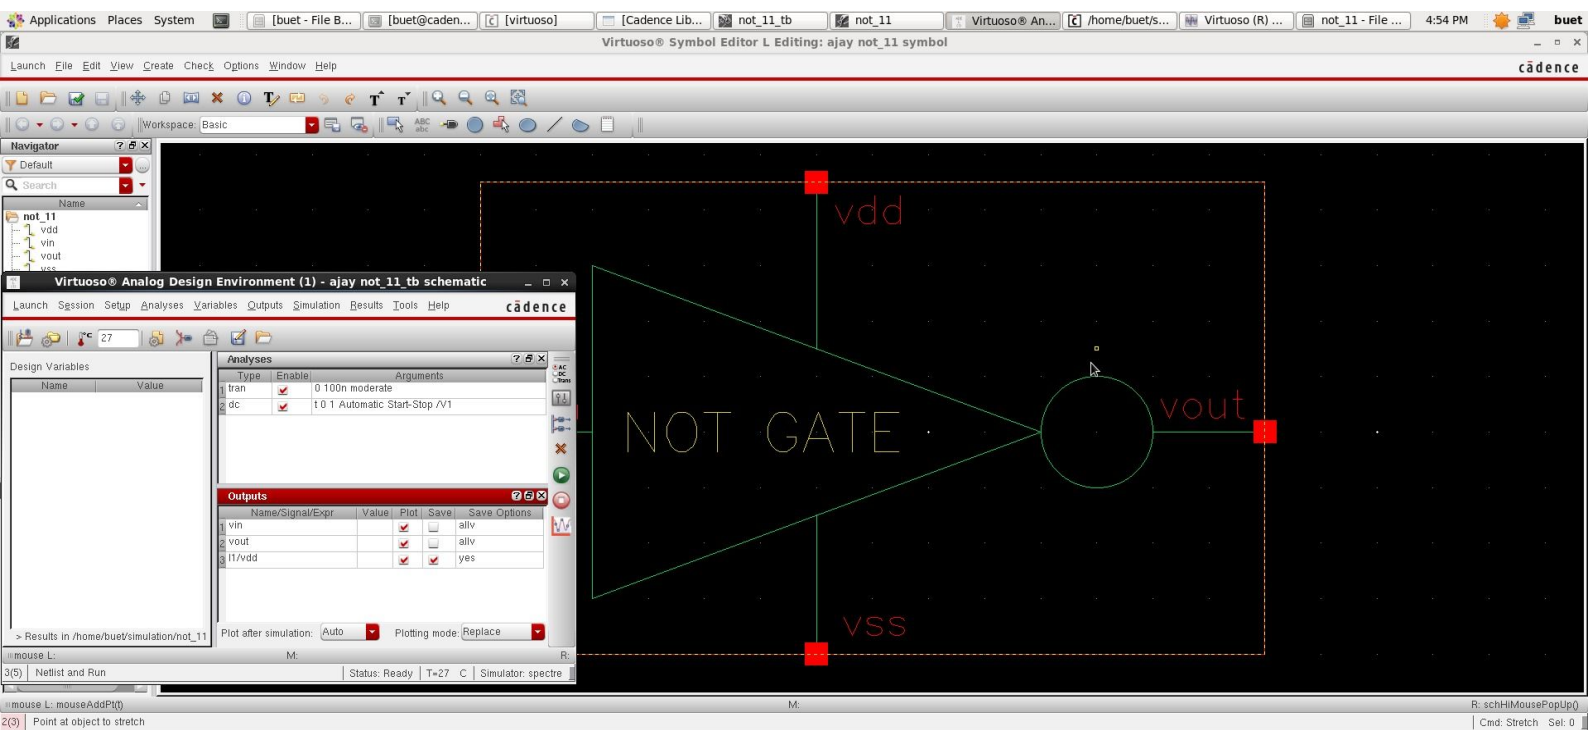 Applications Places System [buet - File B... [buet@caden... [virtuoso] [Cadence Lib... not_11_tb not_11 Virtuoso® An... /home/buet/s... Virtuoso (R) ... not_11 - File ... 4:54 PM buet
Virtuoso® Symbol Editor L Editing: ajay not_11 symbol
Launch File Edit View Create Check Options Window Help cādence
Workspace: Basic
Navigator
Default
Search
Name
not_11
vdd
vin
vout
vss
Virtuoso® Analog Design Environment (1) - ajay not_11_tb schematic
Launch Session Setup Analyses Variables Outputs Simulation Results Tools Help cādence
27
Design Variables
Name Value
Analyses
Type Enable Arguments
1 tran 0 100n moderate
2 dc t 0 1 Automatic Start-Stop /V1
Outputs
Name/Signal/Expr Value Plot Save Save Options
1 vin allv
2 vout allv
3 I1/vdd yes
Plot after simulation: Auto Plotting mode: Replace
> Results in /home/buet/simulation/not_11
mouse L: M: R:
3(5) Netlist and Run Status: Ready T=27 C Simulator: spectre
vdd
NOT GATE
vout
vss
mouse L: mouseAddPt(t) M: R: schHiMousePopUp()
2(3) Point at object to stretch Cmd: Stretch Sel: 0